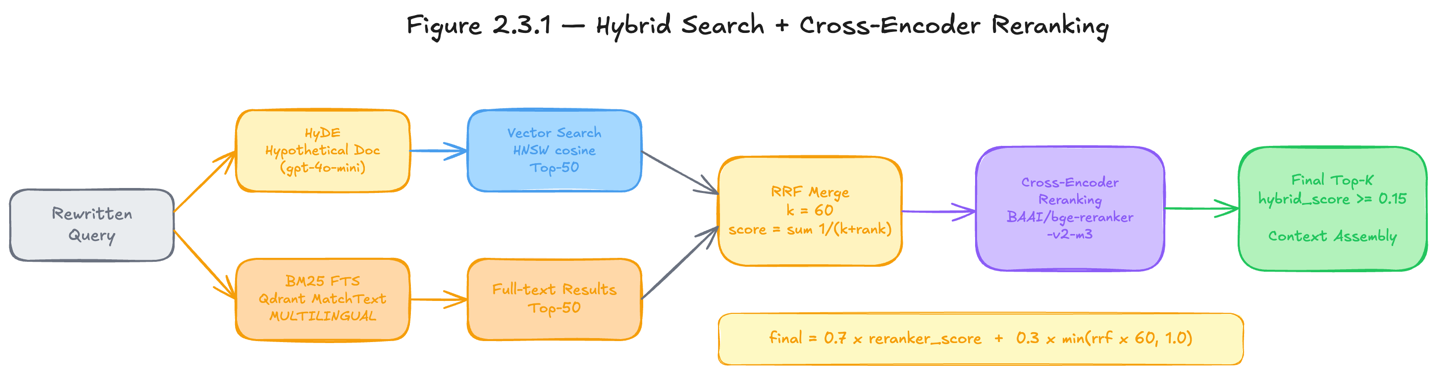 Figure 2.3.1 — Hybrid Search + Cross-Encoder Reranking
Rewritten
Query
HyDE
Hypothetical Doc
(gpt-4o-mini)
Vector Search
HNSW cosine
Top-50
BM25 FTS
Qdrant MatchText
MULTILINGUAL
Full-text Results
Top-50
RRF Merge
k = 60
score = sum 1/(k+rank)
Cross-Encoder
Reranking
BAAI/bge-reranker
-v2-m3
Final Top-K
hybrid_score >= 0.15
Context Assembly
final = 0.7 x reranker_score + 0.3 x min(rrf x 60, 1.0)